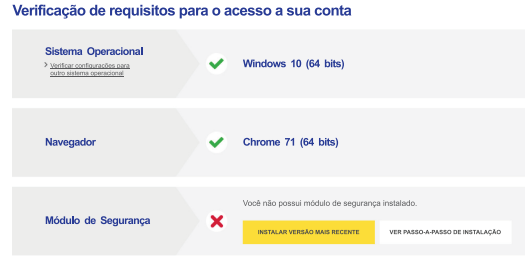 Verificação de requisitos para o acesso a sua conta
Sistema Operacional
> Verificar configurações para
outro sistema operacional
Windows 10 (64 bits)
Navegador
Chrome 71 (64 bits)
Módulo de Segurança
Você não possui módulo de segurança instalado.
INSTALAR VERSÃO MAIS RECENTE
VER PASSO-A-PASSO DE INSTALAÇÃO